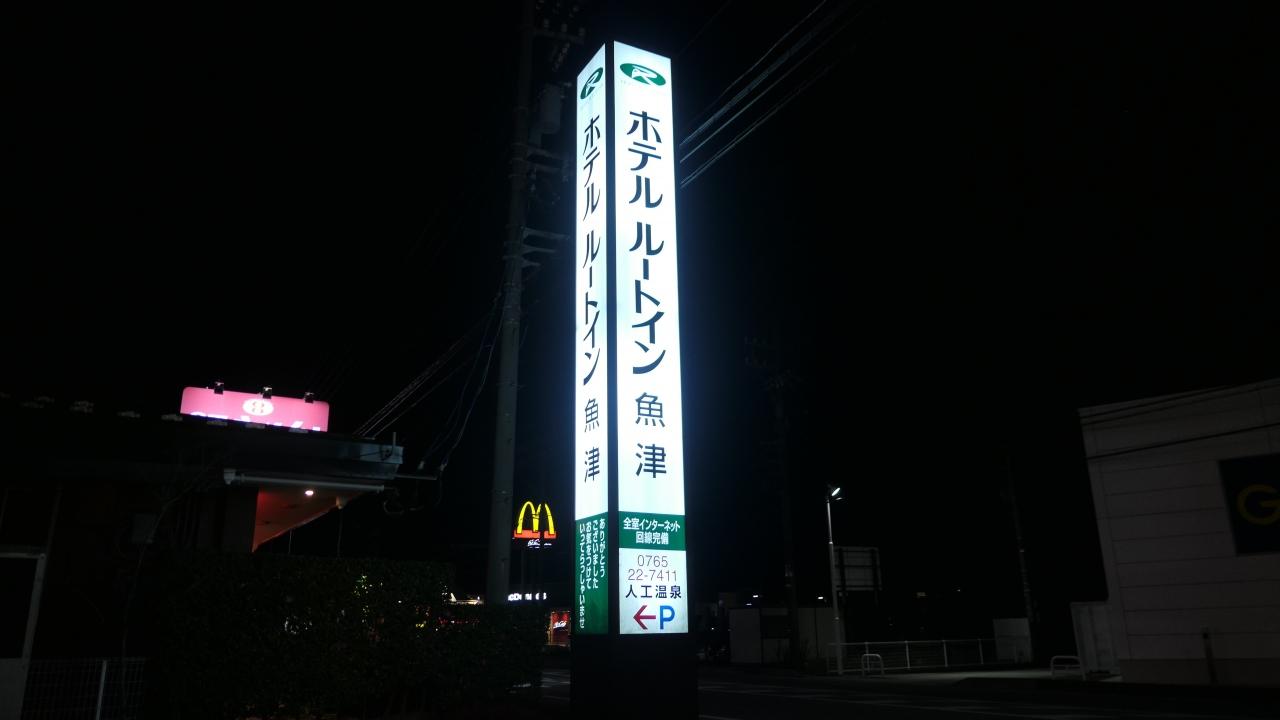 ホテル ルートイン 魚津
ありがとう
ございました
お気をつけて
いってらっしゃいませ
R
ホテル ルートイン 魚津
全室インターネット
回線完備
0765
22-7411
人工温泉
←P